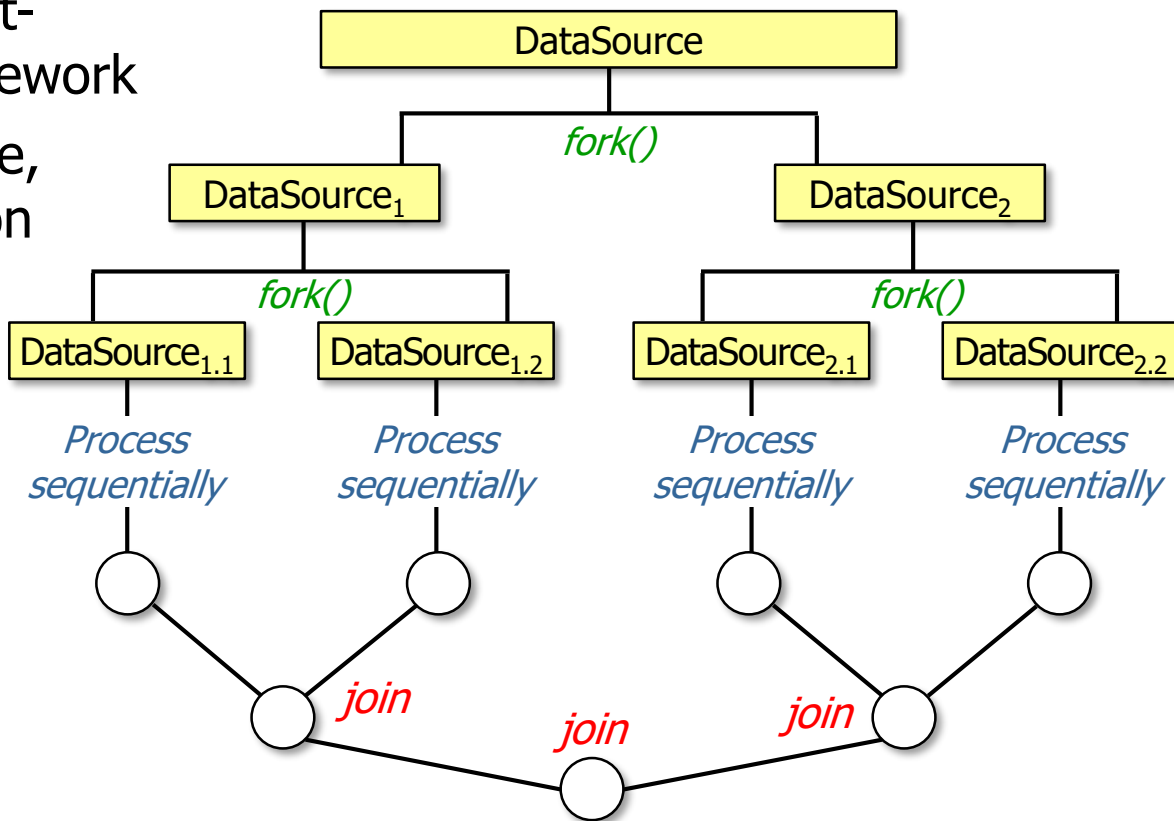 t-
ework
e,
on
DataSource
fork()
DataSource₁
DataSource₂
fork()
fork()
DataSource₁.₁
DataSource₁.₂
DataSource₂.₁
DataSource₂.₂
Process
sequentially
Process
sequentially
Process
sequentially
Process
sequentially
join
join
join